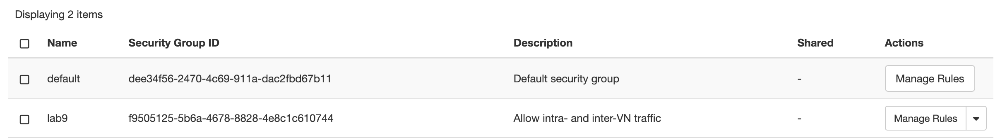 Displaying 2 items
Name Security Group ID Description Shared Actions
default dee34f56-2470-4c69-911a-dac2fbd67b11 Default security group - Manage Rules
lab9 f9505125-5b6a-4678-8828-4e8c1c610744 Allow intra- and inter-VN traffic - Manage Rules